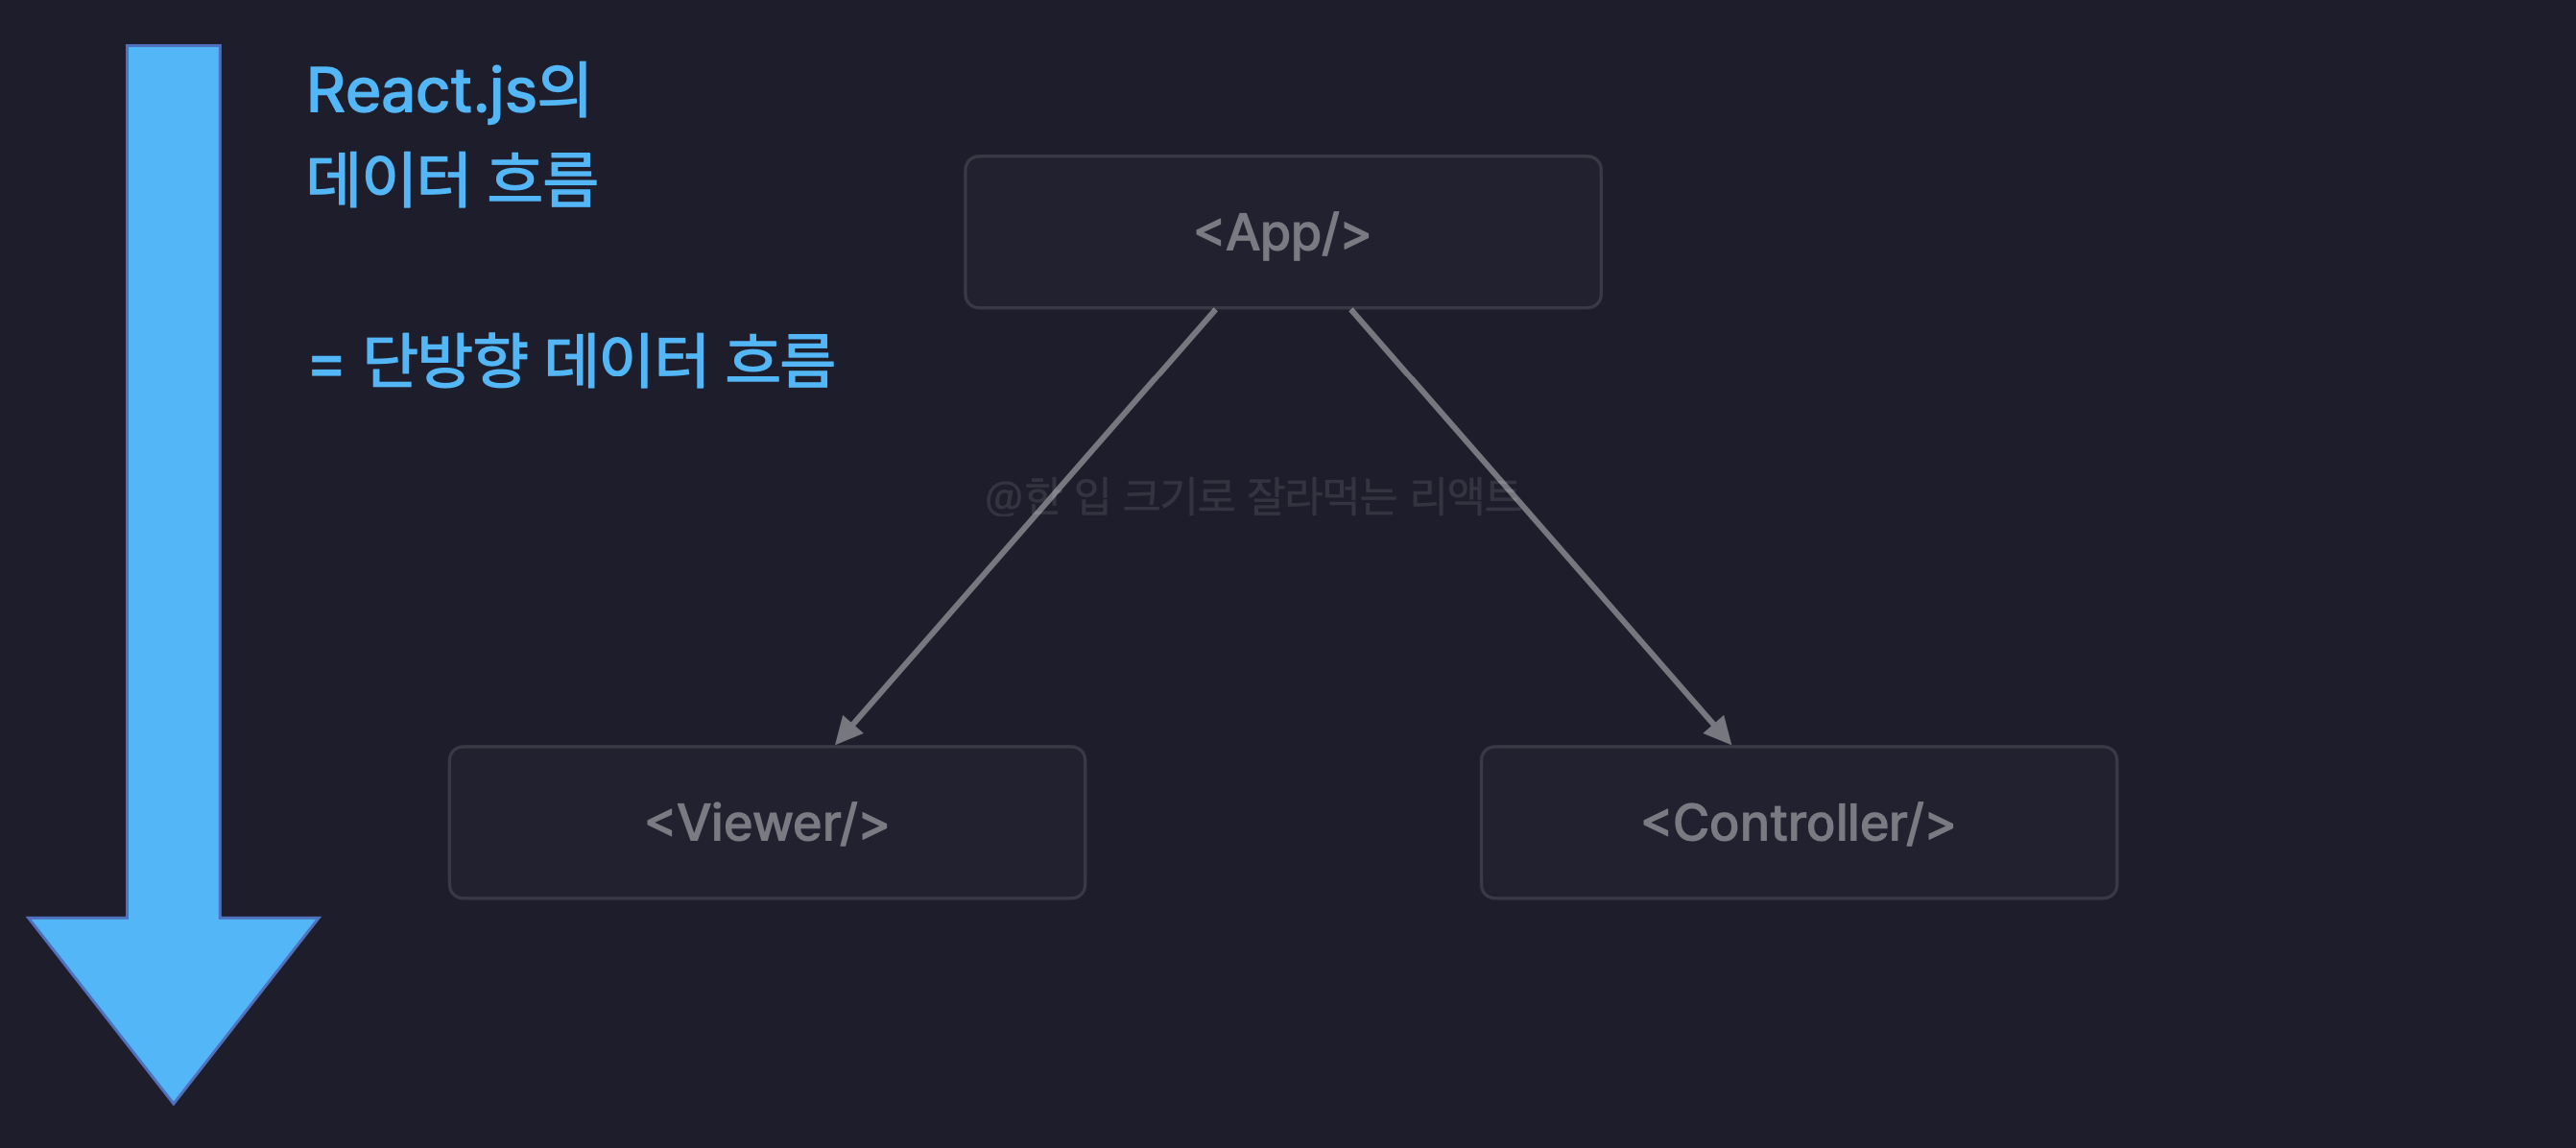 React.js의
데이터 흐름
= 단방향 데이터 흐름
<App/>
@한 입 크기로 잘라먹는 리액트
<Viewer/>
<Controller/>